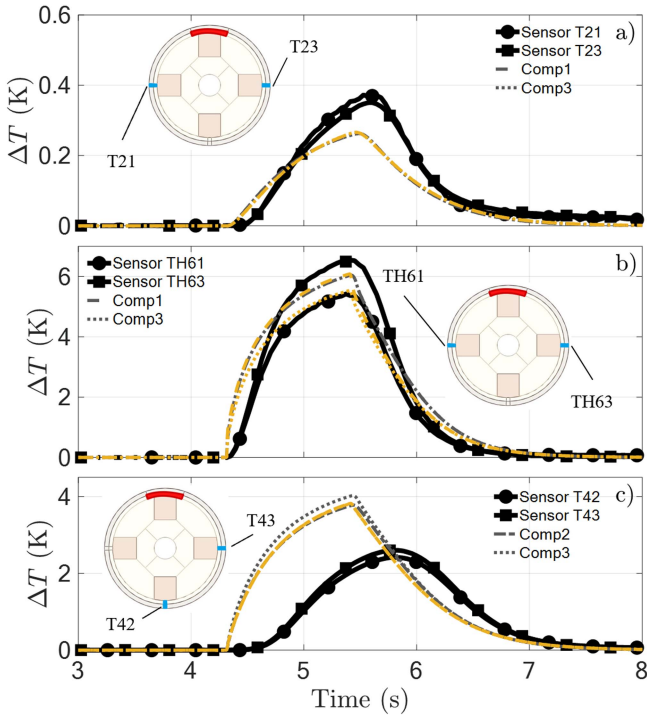 0.6
a)
Sensor T21
Sensor T23
Comp1
Comp3
T23
T21
0.4
0.2
0
ΔT (K)
b)
Sensor TH61
Sensor TH63
Comp1
Comp3
TH61
TH63
6
4
2
0
ΔT (K)
c)
Sensor T42
Sensor T43
Comp2
Comp3
T43
T42
4
2
0
ΔT (K)
3 4 5 6 7 8
Time (s)